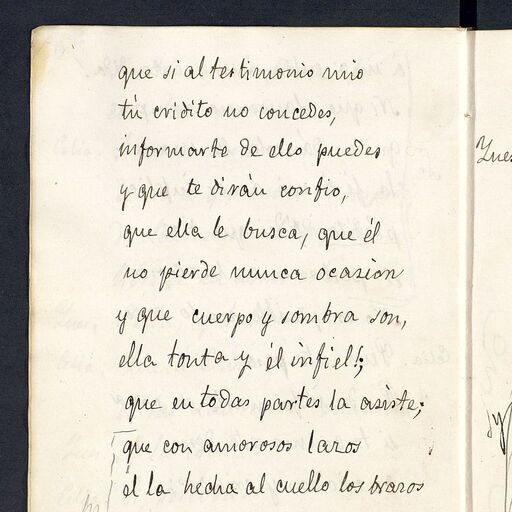 que si al testimonio mio
tú cridito no concedes,
informarte de ello puedes
y que te dirán confio,
que ella le busca, que él
no pierde nunca ocasion
y que cuerpo y sombra son,
ella tonta y él infiel!;
que en todas partes la asiste;
que con amorosos lazos
él la hecha al cuello los brazos